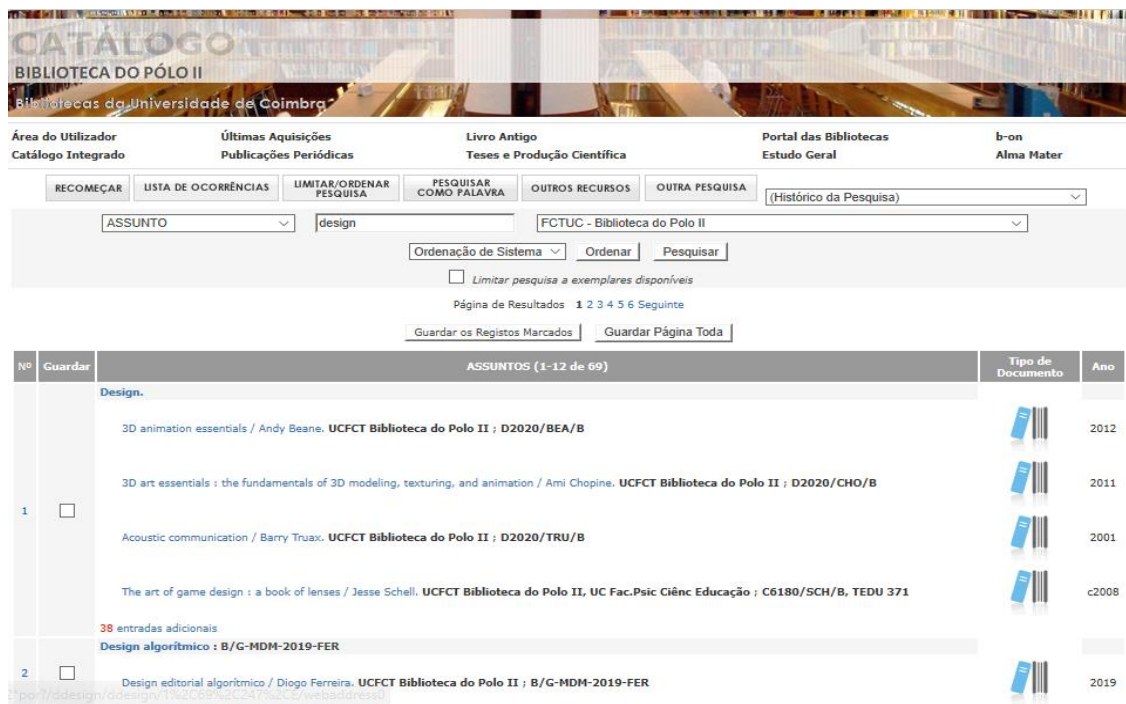 CATÁLOGO
BIBLIOTECA DO PÓLO II
Bibliotecas da Universidade de Coimbra
Área do Utilizador Últimas Aquisições Livro Antigo Portal das Bibliotecas b-on
Catálogo Integrado Publicações Periódicas Teses e Produção Científica Estudo Geral Alma Mater
RECOMEÇAR LISTA DE OCORRÊNCIAS LIMITAR/ORDENAR PESQUISA PESQUISAR COMO PALAVRA OUTROS RECURSOS OUTRA PESQUISA (Histórico da Pesquisa)
ASSUNTO design FCTUC - Biblioteca do Polo II
Ordenação de Sistema Ordenar Pesquisar
Limitar pesquisa a exemplares disponíveis
Página de Resultados 1 2 3 4 5 6 Seguinte
Guardar os Registos Marcados Guardar Página Toda
Nº Guardar ASSUNTOS (1-12 de 69) Tipo de Documento Ano
Design.
3D animation essentials / Andy Beane. UCFCT Biblioteca do Polo II ; D2020/BEA/B 2012
3D art essentials : the fundamentals of 3D modeling, texturing, and animation / Ami Chopine. UCFCT Biblioteca do Polo II ; D2020/CHO/B 2011
1
Acoustic communication / Barry Truax. UCFCT Biblioteca do Polo II ; D2020/TRU/B 2001
The art of game design : a book of lenses / Jesse Schell. UCFCT Biblioteca do Polo II, UC Fac.Psic Ciênc Educação ; C6180/SCH/B, TEDU 371 c2008
38 entradas adicionais
Design algorítmico : B/G-MDM-2019-FER
2 Design editorial algorítmico / Diogo Ferreira. UCFCT Biblioteca do Polo II ; B/G-MDM-2019-FER 2019